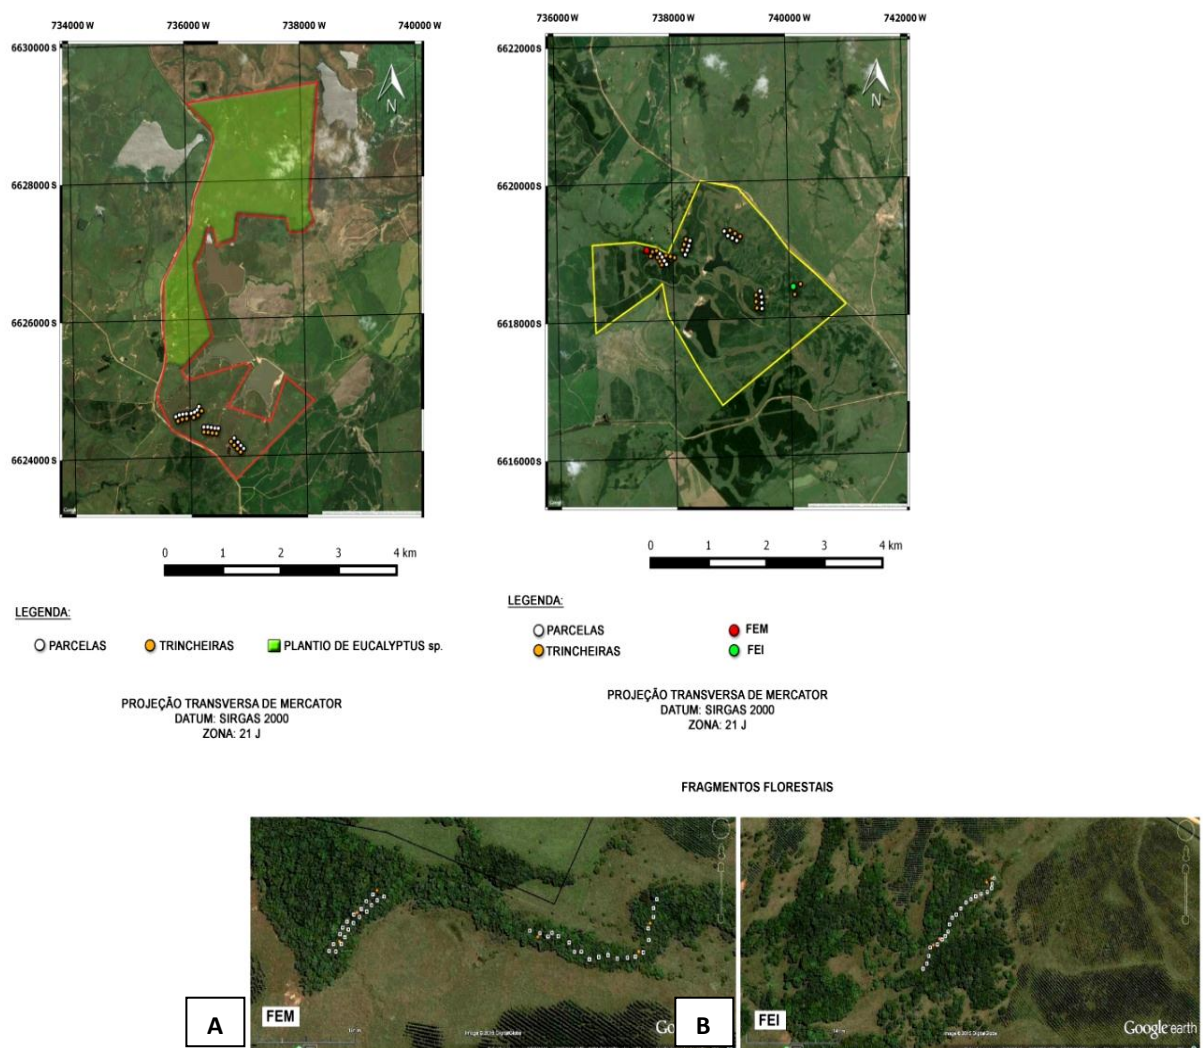 734000 W 736000 W 738000 W 740000 W
6630000 S
6628000 S
6626000 S
6624000 S
N
0 1 2 3 4 km
LEGENDA:
PARCELAS TRINCHEIRAS PLANTIO DE EUCALYPTUS sp.
PROJEÇÃO TRANSVERSA DE MERCATOR
DATUM: SIRGAS 2000
ZONA: 21 J
736000 W 738000 W 740000 W 742000 W
6622000 S
6620000 S
6618000 S
6616000 S
N
0 1 2 3 4 km
LEGENDA:
PARCELAS FEM
TRINCHEIRAS FEI
PROJEÇÃO TRANSVERSA DE MERCATOR
DATUM: SIRGAS 2000
ZONA: 21 J
FRAGMENTOS FLORESTAIS
A FEM
B FEI
Google earth